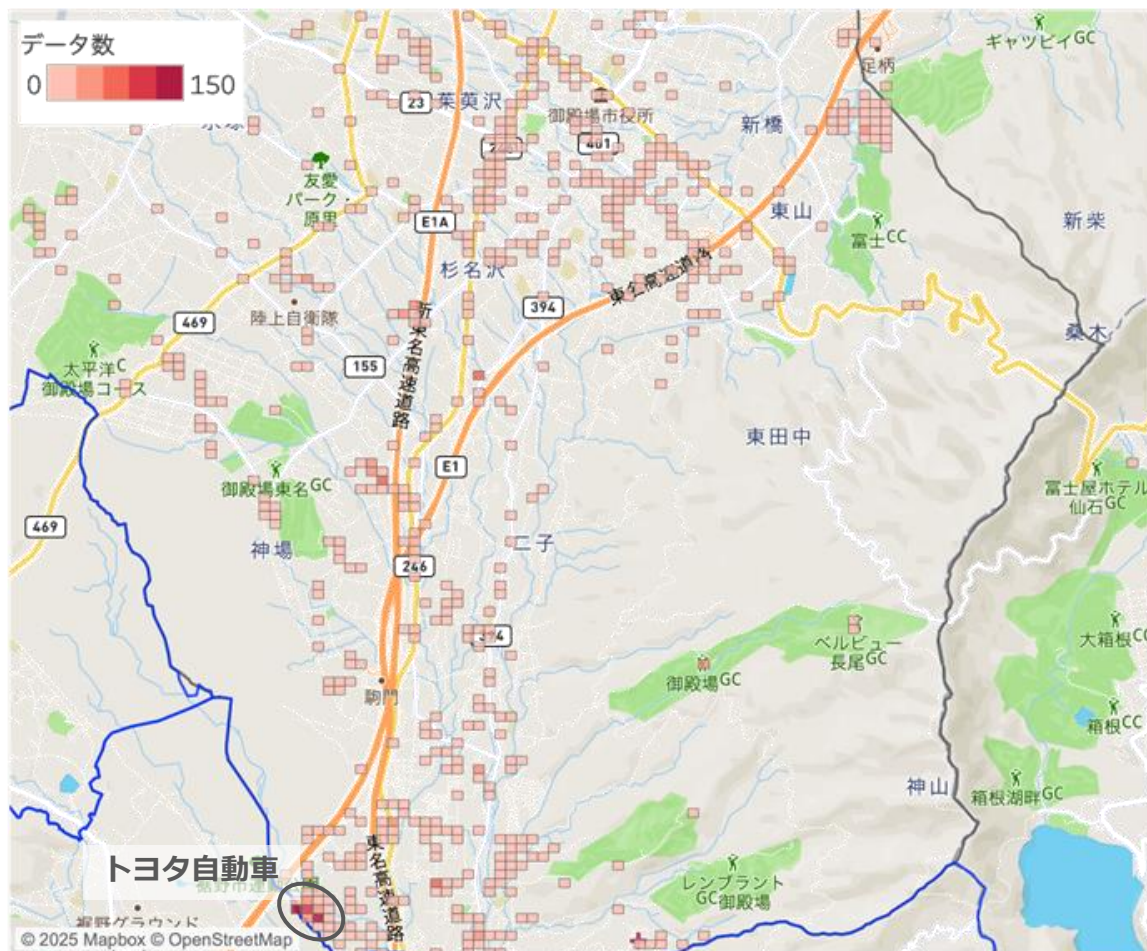 データ数
0
150
ギャツビイGC
足柄
23
茱萸沢
御殿場市役所
401
新橋
友愛
パーク・
原里
E1A
東山
富士CC
新柴
杉名沢
東名高速道路
394
469
陸上自衛隊
新東名高速道路
桑木
155
太平洋C
御殿場コース
東田中
E1
御殿場東名GC
富士屋ホテル
仙石GC
469
神場
二子
246
大箱根CC
ベルビュー
長尾GC
御殿場GC
駒門
箱根CC
神山
箱根湖畔GC
東名高速道路
トヨタ自動車
レンブラント
GC御殿場
裾野グラウンド
© 2025 Mapbox © OpenStreetMap